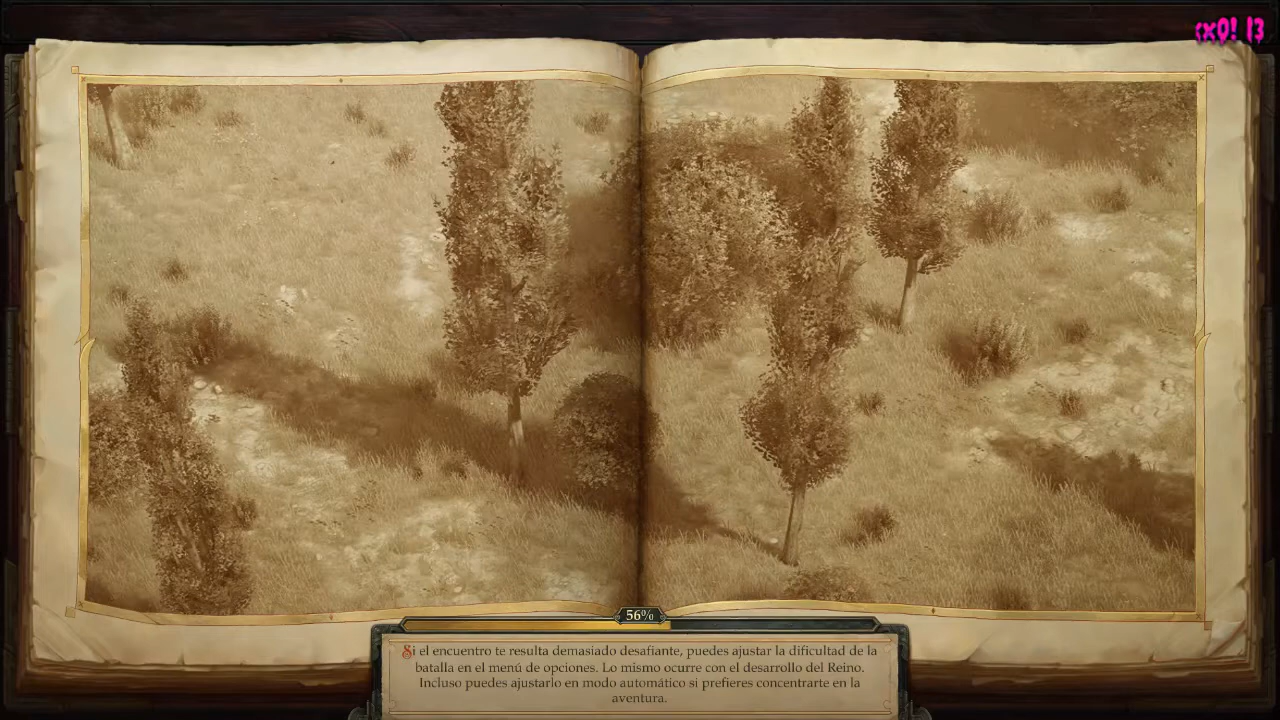 56%
Si el encuentro te resulta demasiado desafiante, puedes ajustar la dificultad de la
batalla en el menú de opciones. Lo mismo ocurre con el desarrollo del Reino.
Incluso puedes ajustarlo en modo automático si prefieres concentrarte en la
aventura.